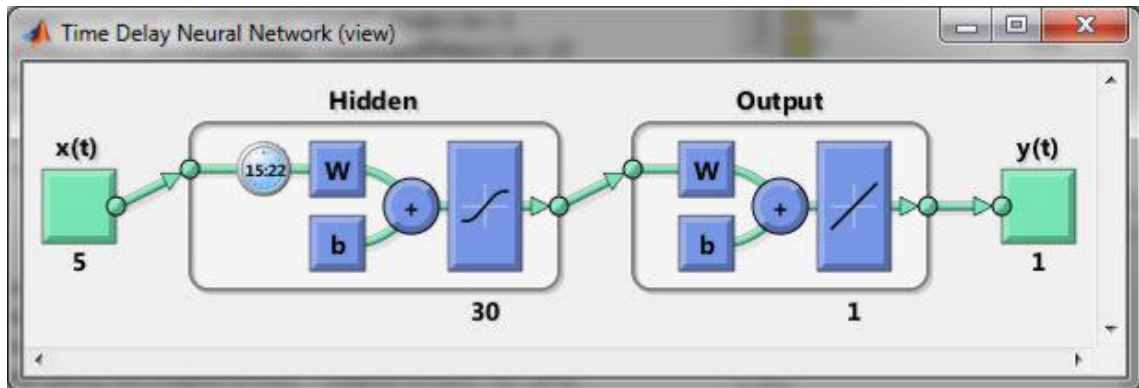 Time Delay Neural Network (view)
Hidden
Output
x(t)
y(t)
15:22
W
W
+
+
b
b
5
1
30
1